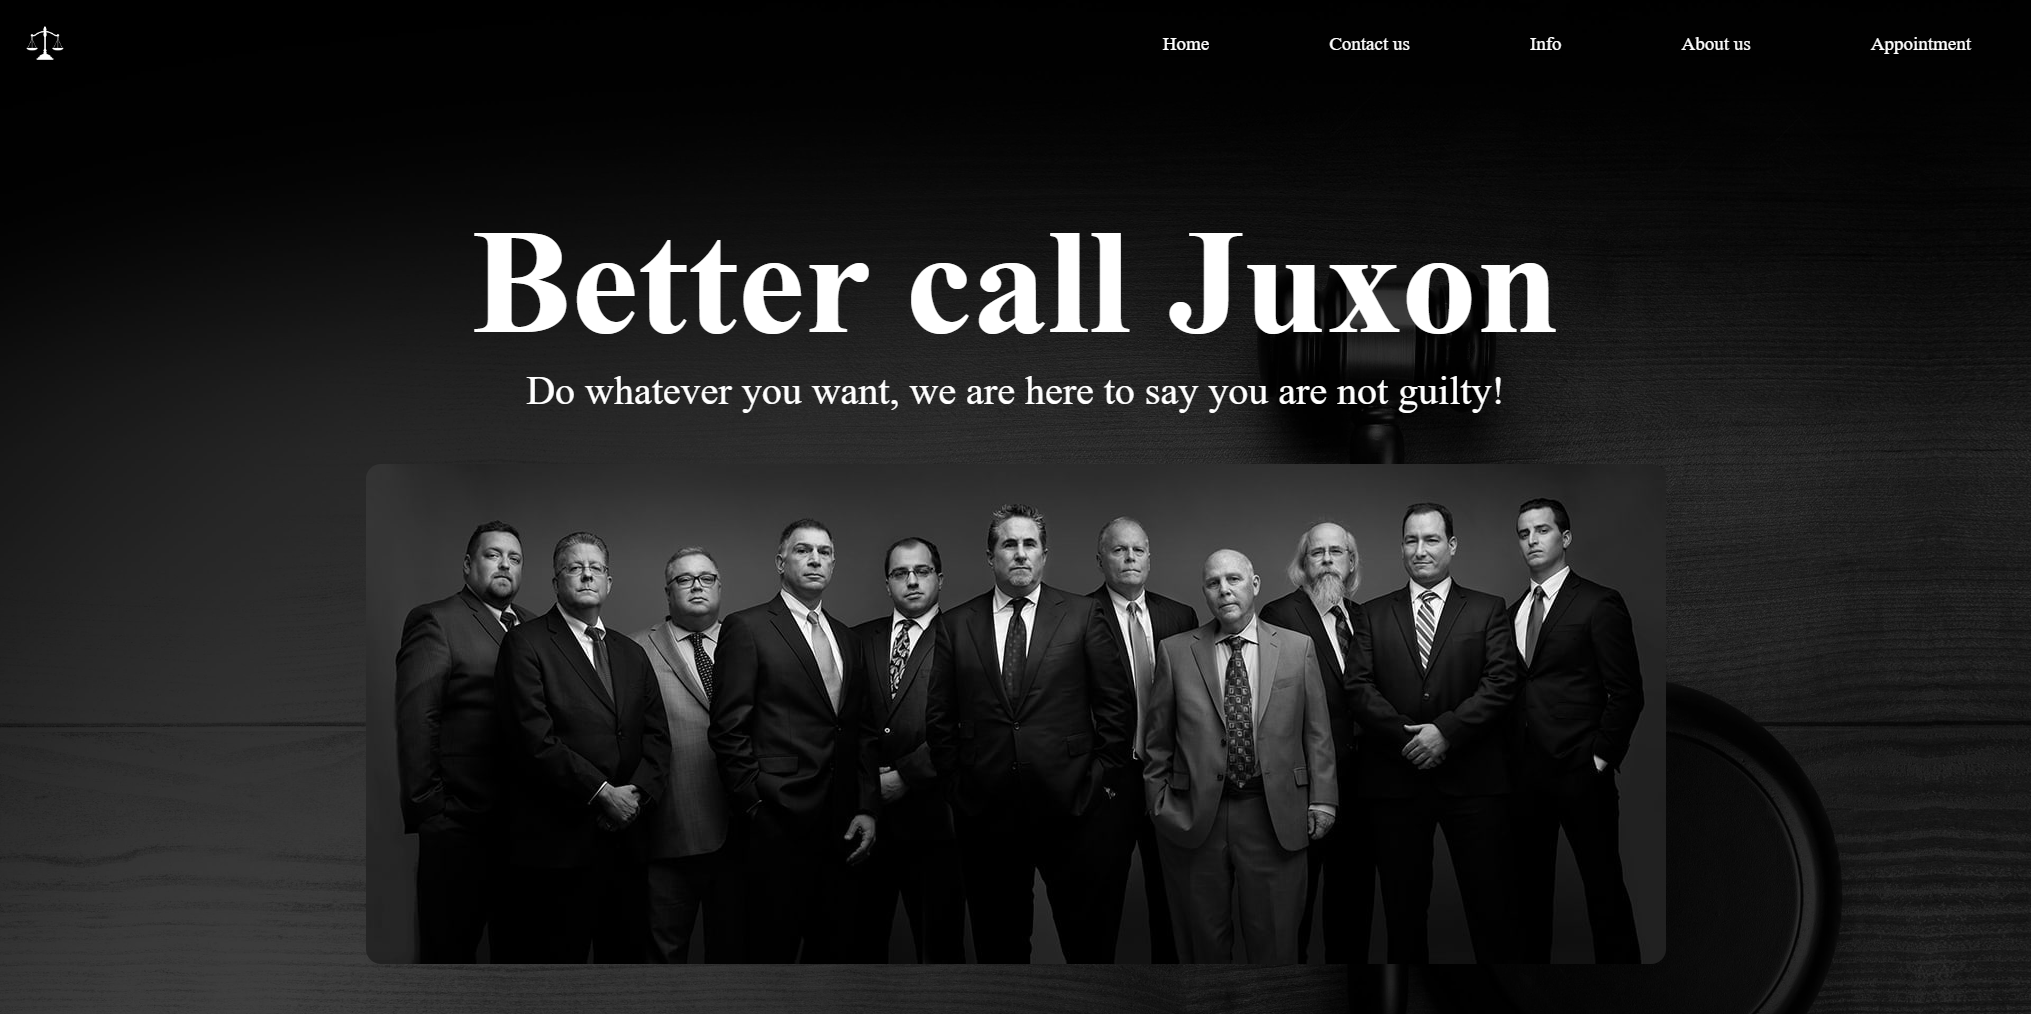 Home
Contact us
Info
About us
Appointment
Better call Juxon
Do whatever you want, we are here to say you are not guilty!